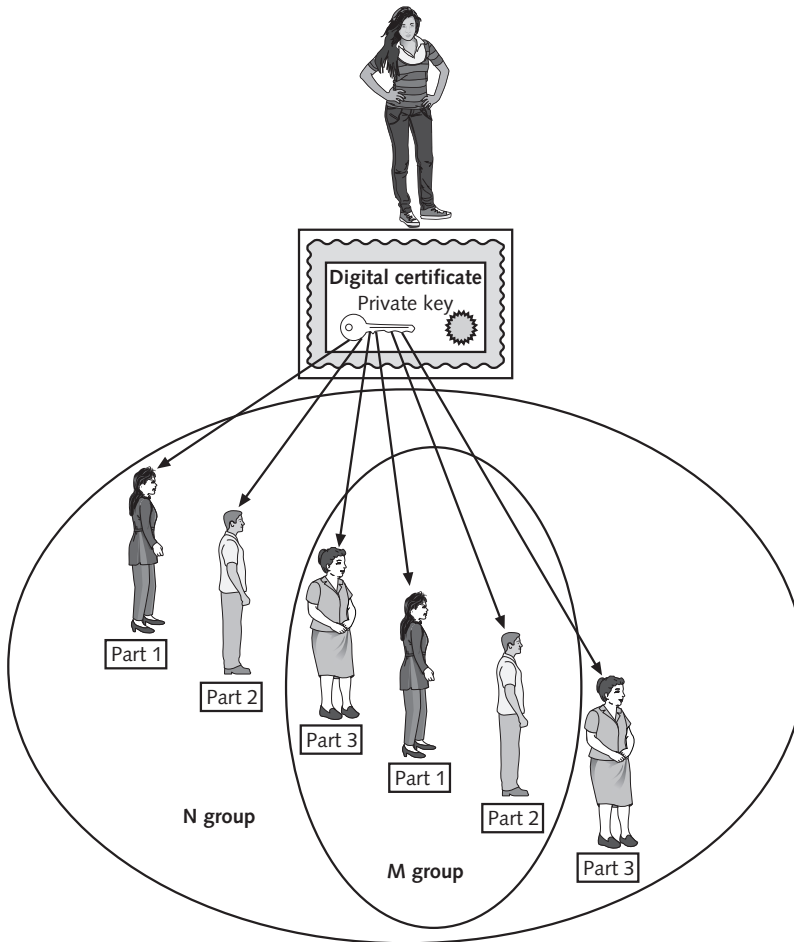 Digital certificate
Private key
Part 1
Part 2
Part 3
Part 1
Part 2
Part 3
N group
M group